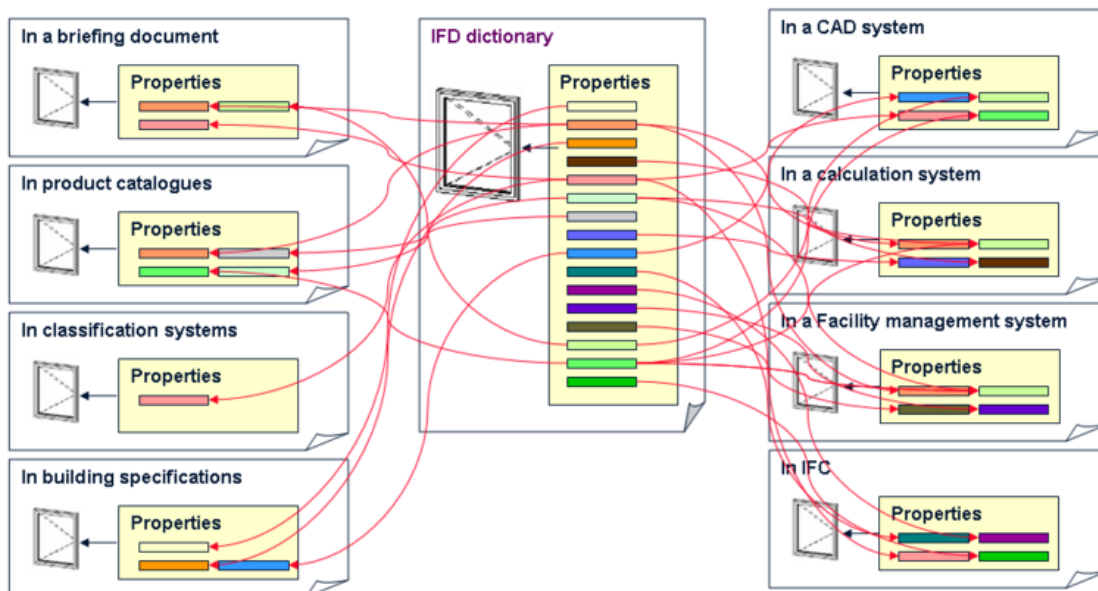 In a briefing document
Properties
In product catalogues
Properties
In classification systems
Properties
In building specifications
Properties
IFD dictionary
Properties
In a CAD system
Properties
In a calculation system
Properties
In a Facility management system
Properties
In IFC
Properties